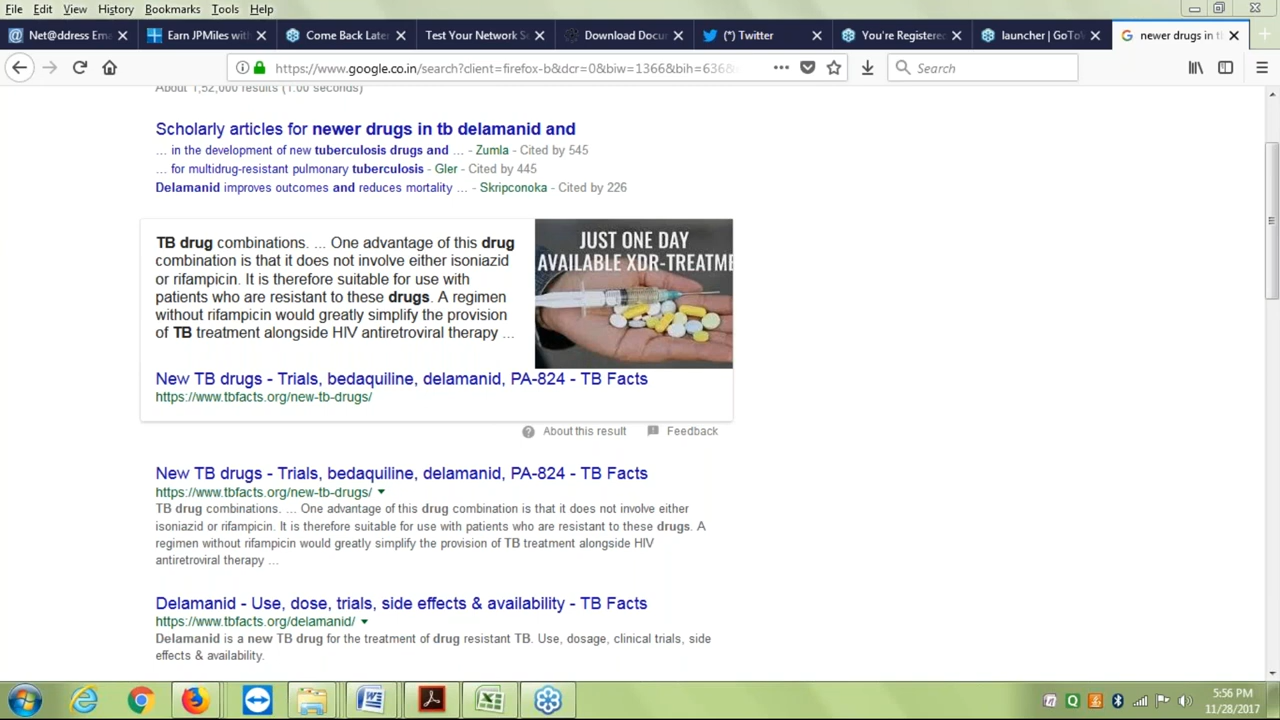 File Edit View History Bookmarks Tools Help
Net@ddress Ema
Earn JPMiles with
Come Back Later
Test Your Network S
Download Docu
(*) Twitter
You're Registered
launcher | GoToW
newer drugs in t
https://www.google.co.in/search?client=firefox-b&dcr=0&biw=1366&bih=636&
Search
About 1,52,000 results (1.00 seconds)
Scholarly articles for newer drugs in tb delamanid and
... in the development of new tuberculosis drugs and ... - Zumla - Cited by 545
... for multidrug-resistant pulmonary tuberculosis - Gler - Cited by 445
Delamanid improves outcomes and reduces mortality ... - Skripconoka - Cited by 226
TB drug combinations. ... One advantage of this drug
combination is that it does not involve either isoniazid
or rifampicin. It is therefore suitable for use with
patients who are resistant to these drugs. A regimen
without rifampicin would greatly simplify the provision
of TB treatment alongside HIV antiretroviral therapy ...
JUST ONE DAY
AVAILABLE XDR-TREATME
New TB drugs - Trials, bedaquiline, delamanid, PA-824 - TB Facts
https://www.tbfacts.org/new-tb-drugs/
About this result Feedback
New TB drugs - Trials, bedaquiline, delamanid, PA-824 - TB Facts
https://www.tbfacts.org/new-tb-drugs/
TB drug combinations. ... One advantage of this drug combination is that it does not involve either
isoniazid or rifampicin. It is therefore suitable for use with patients who are resistant to these drugs. A
regimen without rifampicin would greatly simplify the provision of TB treatment alongside HIV
antiretroviral therapy ...
Delamanid - Use, dose, trials, side effects & availability - TB Facts
https://www.tbfacts.org/delamanid/
Delamanid is a new TB drug for the treatment of drug resistant TB. Use, dosage, clinical trials, side
effects & availability.
5:56 PM
11/28/2017